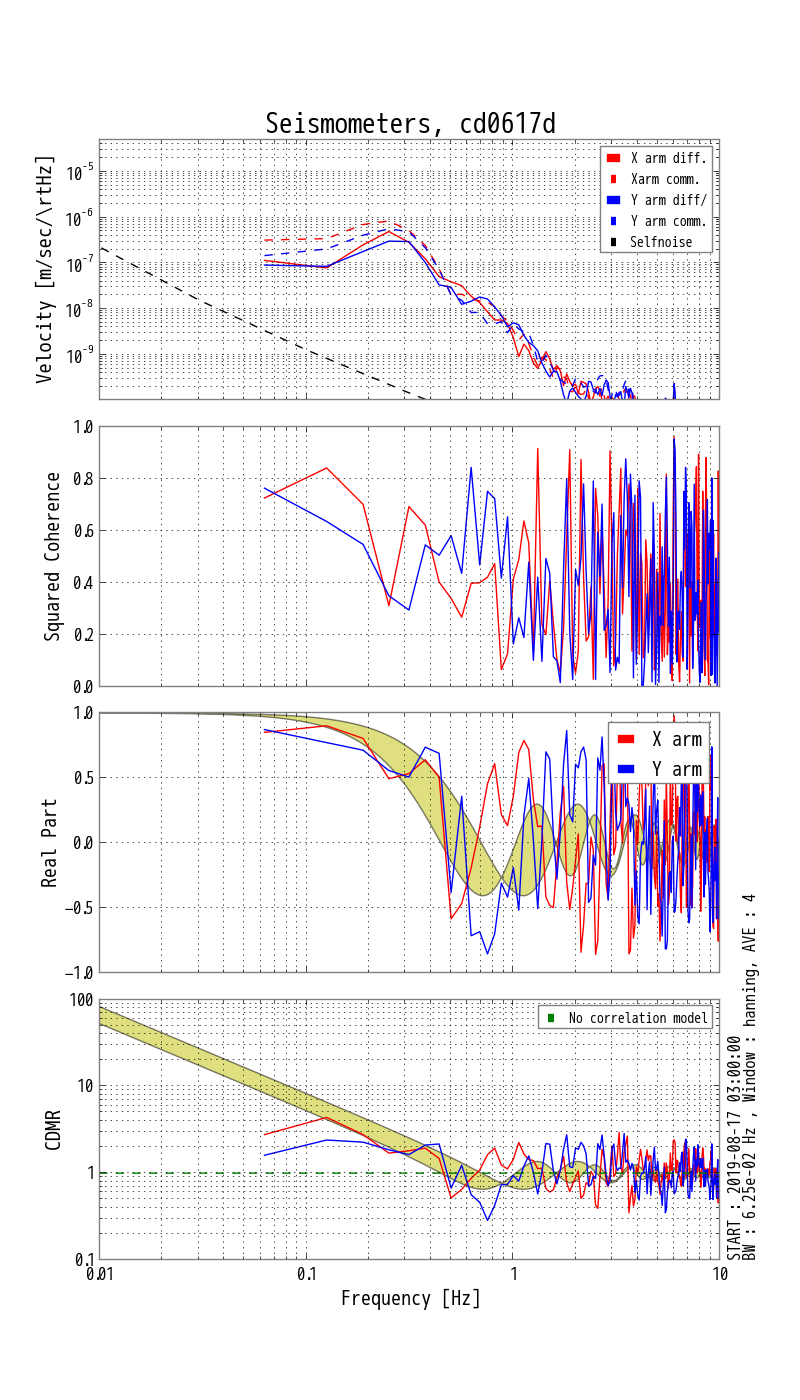 Seismometers, cd0617d
Velocity [m/sec/\rtHz]
10^-5
10^-6
10^-7
10^-8
10^-9
X arm diff.
Xarm comm.
Y arm diff/
Y arm comm.
Selfnoise
Squared Coherence
1.0
0.8
0.6
0.4
0.2
0.0
Real Part
1.0
0.5
0.0
−0.5
−1.0
X arm
Y arm
CDMR
100
10
1
0.1
No correlation model
0.01
0.1
1
10
Frequency [Hz]
START : 2019-08-17 03:00:00
BW : 6.25e-02 Hz , Window : hanning, AVE : 4